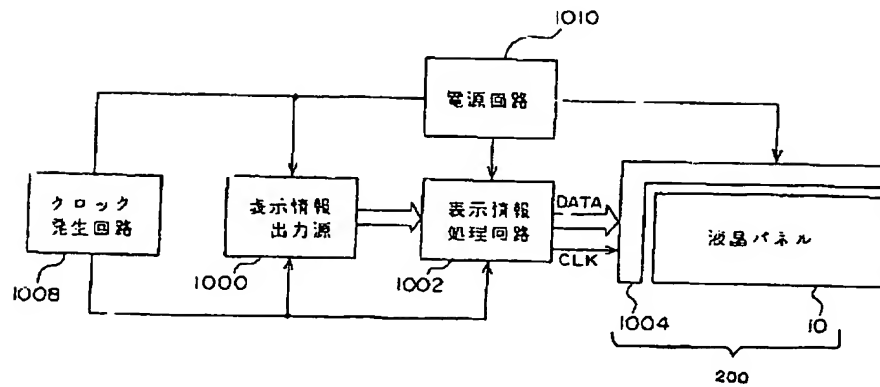 1010
電源回路
クロック
発生回路
表示情報
出力源
表示情報
処理回路
DATA
CLK
液晶パネル
1008
1000
1002
1004
10
200